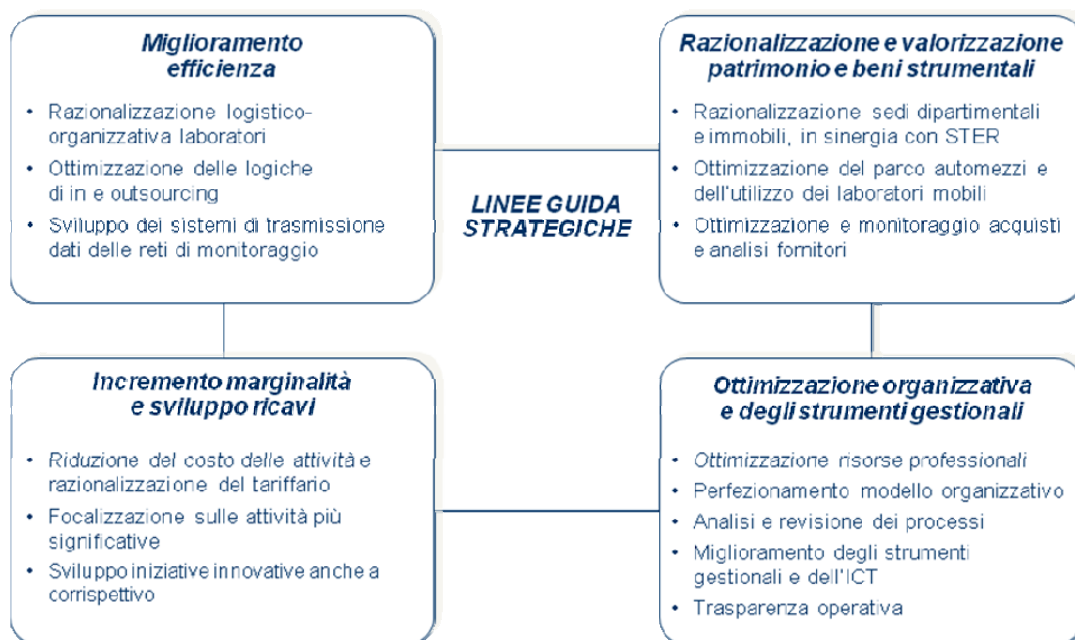 Miglioramento
efficienza
• Razionalizzazione logistico-
organizzativa laboratori
• Ottimizzazione delle logiche
di in e outsourcing
• Sviluppo dei sistemi di trasmissione
dati delle reti di monitoraggio
Razionalizzazione e valorizzazione
patrimonio e beni strumentali
• Razionalizzazione sedi dipartimentali
e immobili, in sinergia con STER
• Ottimizzazione del parco automezzi e
dell'utilizzo dei laboratori mobili
• Ottimizzazione e monitoraggio acquisti
e analisi fornitori
LINEE GUIDA
STRATEGICHE
Incremento marginalità
e sviluppo ricavi
• Riduzione del costo delle attività e
razionalizzazione del tariffario
• Focalizzazione sulle attività più
significative
• Sviluppo iniziative innovative anche a
corrispettivo
Ottimizzazione organizzativa
e degli strumenti gestionali
• Ottimizzazione risorse professionali
• Perfezionamento modello organizzativo
• Analisi e revisione dei processi
• Miglioramento degli strumenti
gestionali e dell'ICT
• Trasparenza operativa